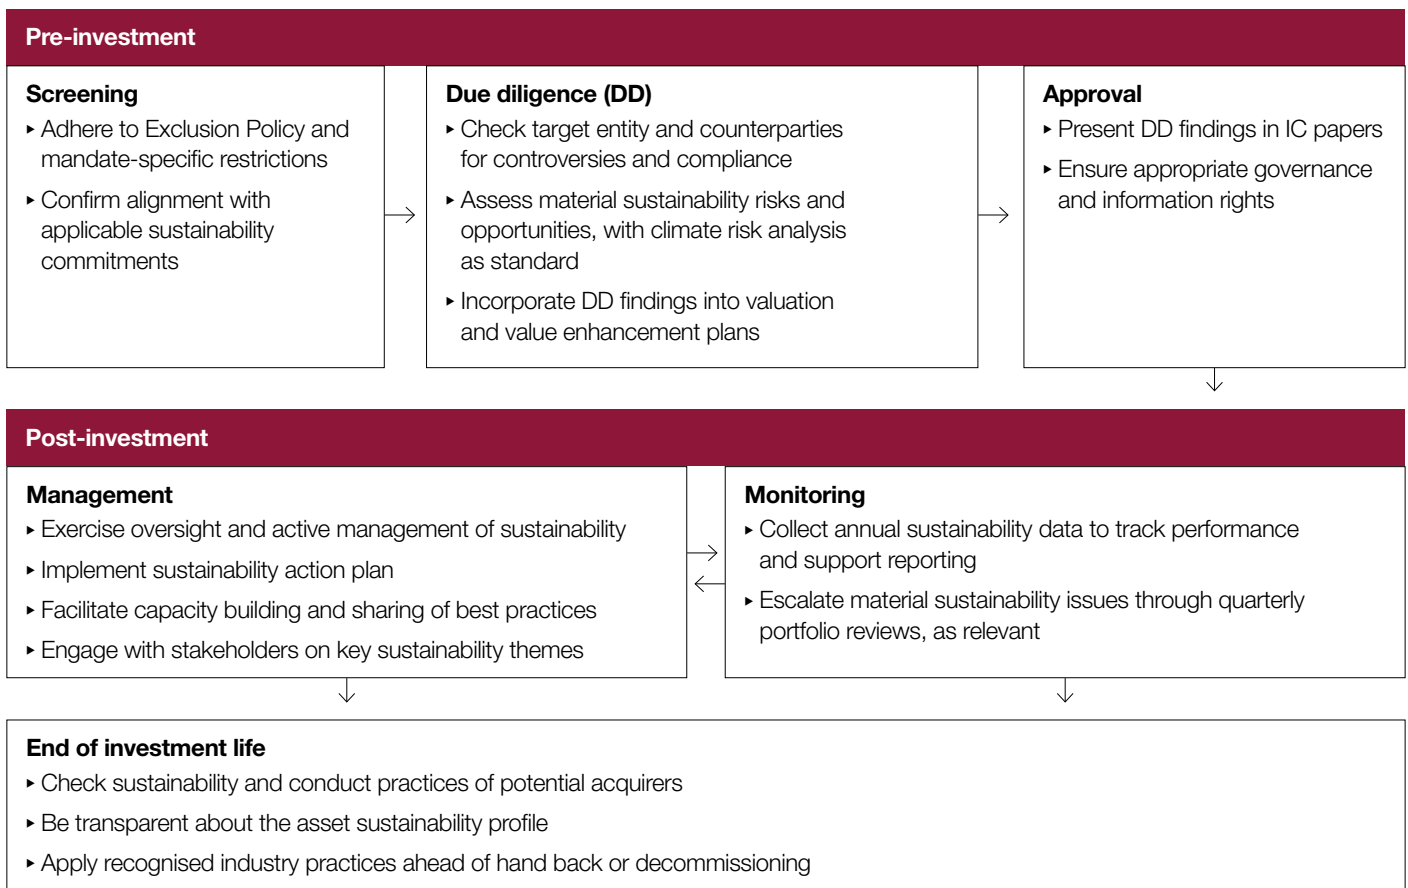 Pre-investment
Screening
▸ Adhere to Exclusion Policy and
mandate-specific restrictions
▸ Confirm alignment with
applicable sustainability
commitments
Due diligence (DD)
▸ Check target entity and counterparties
for controversies and compliance
▸ Assess material sustainability risks and
opportunities, with climate risk analysis
as standard
▸ Incorporate DD findings into valuation
and value enhancement plans
Approval
▸ Present DD findings in IC papers
▸ Ensure appropriate governance
and information rights
Post-investment
Management
▸ Exercise oversight and active management of sustainability
▸ Implement sustainability action plan
▸ Facilitate capacity building and sharing of best practices
▸ Engage with stakeholders on key sustainability themes
Monitoring
▸ Collect annual sustainability data to track performance
and support reporting
▸ Escalate material sustainability issues through quarterly
portfolio reviews, as relevant
End of investment life
▸ Check sustainability and conduct practices of potential acquirers
▸ Be transparent about the asset sustainability profile
▸ Apply recognised industry practices ahead of hand back or decommissioning